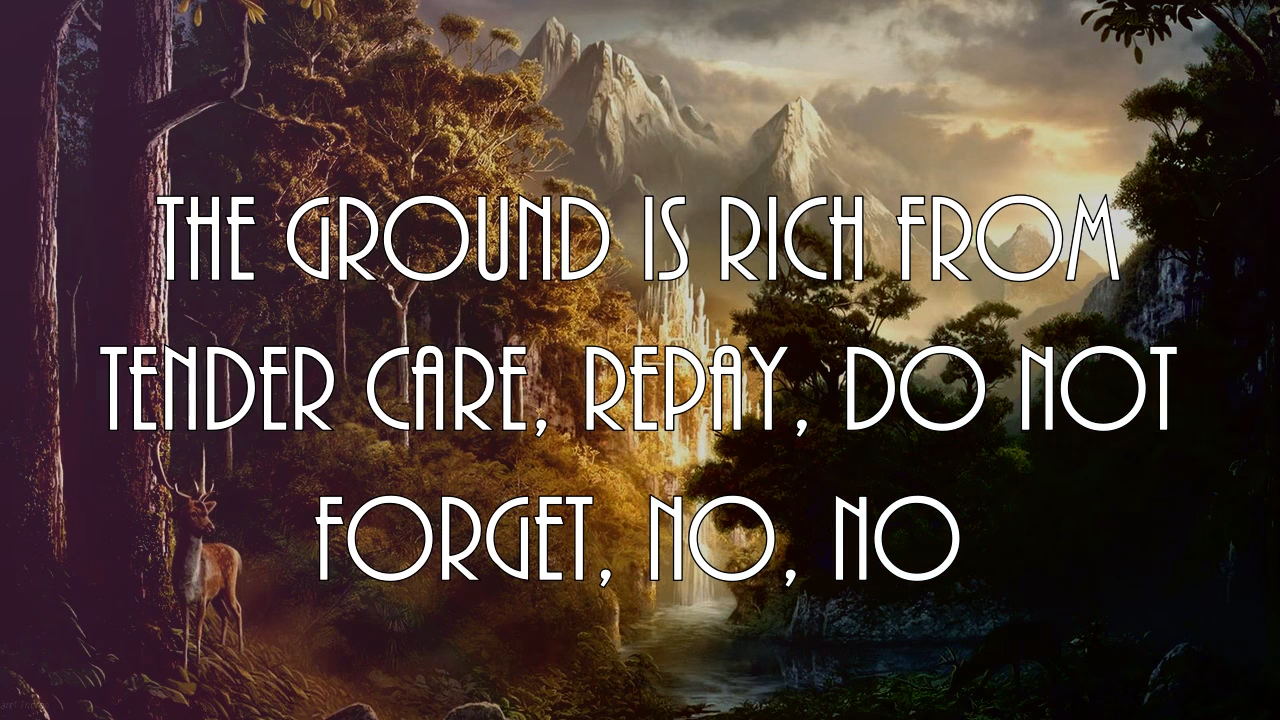 THE GROUND IS RICH FROM
TENDER CARE, REPAY, DO NOT
FORGET, NO, NO